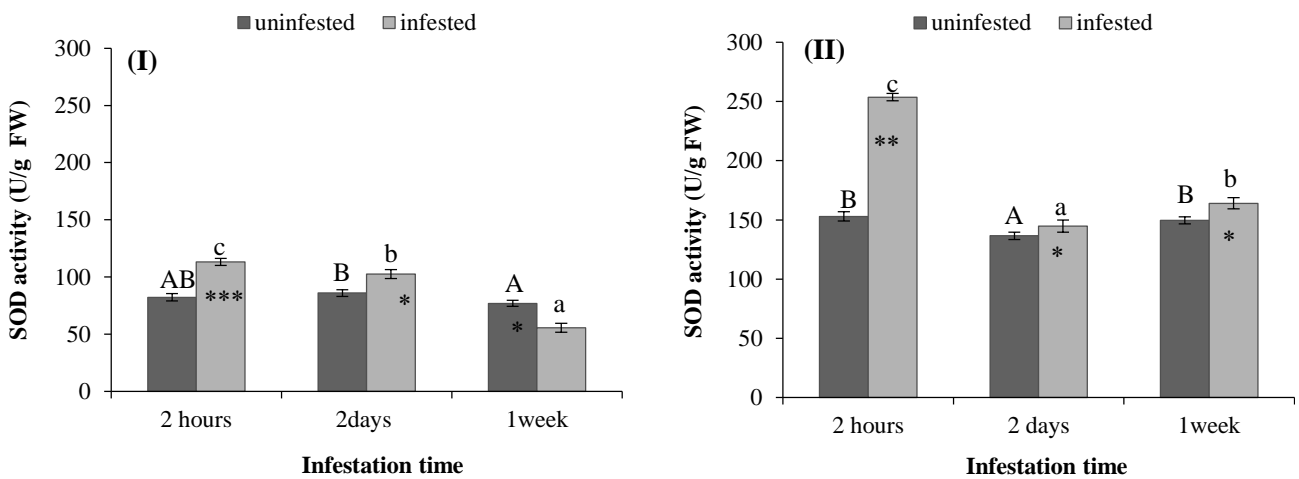 uninfested infested
(I)
SOD activity (U/g FW)
300
250
200
150
100
50
0
AB
c
***
B
b
*
A
*
a
2 hours 2days 1week
Infestation time
uninfested infested
(II)
SOD activity (U/g FW)
300
250
200
150
100
50
0
B
c
**
A
a
*
B
b
*
2 hours 2 days 1week
Infestation time